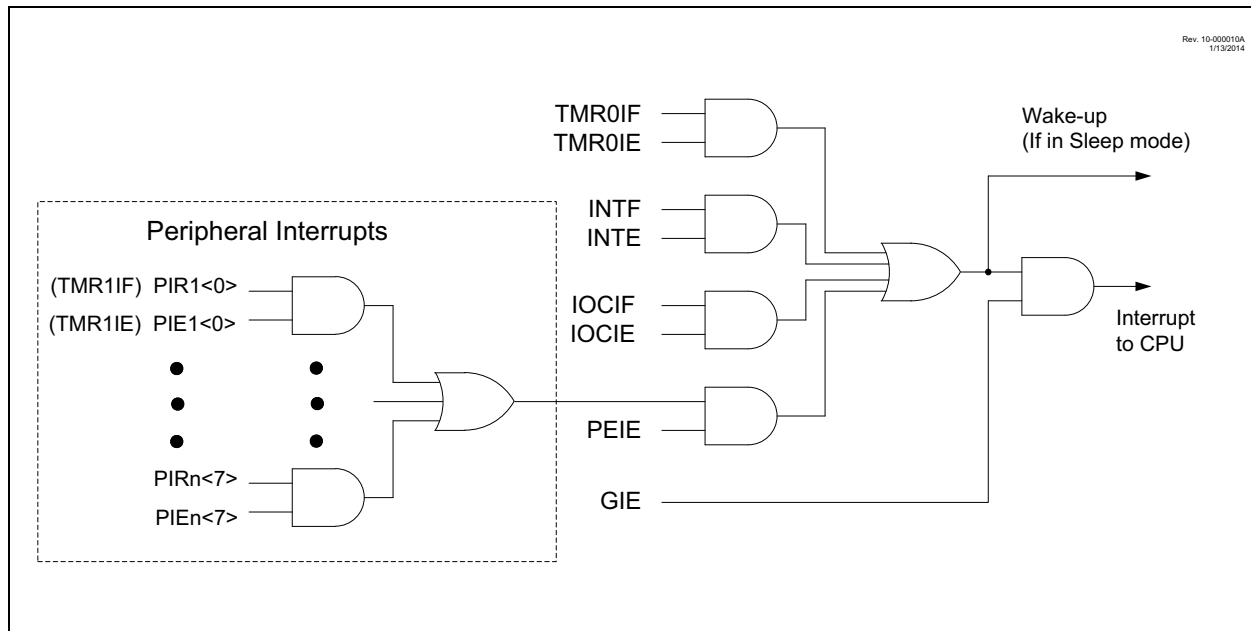 Rev. 10-000010A
1/13/2014
TMR0IF
TMR0IE
Wake-up
(If in Sleep mode)
INTF
INTE
Peripheral Interrupts
(TMR1IF) PIR1<0>
(TMR1IE) PIE1<0>
IOCIF
IOCIE
Interrupt
to CPU
PEIE
PIRn<7>
PIEn<7>
GIE